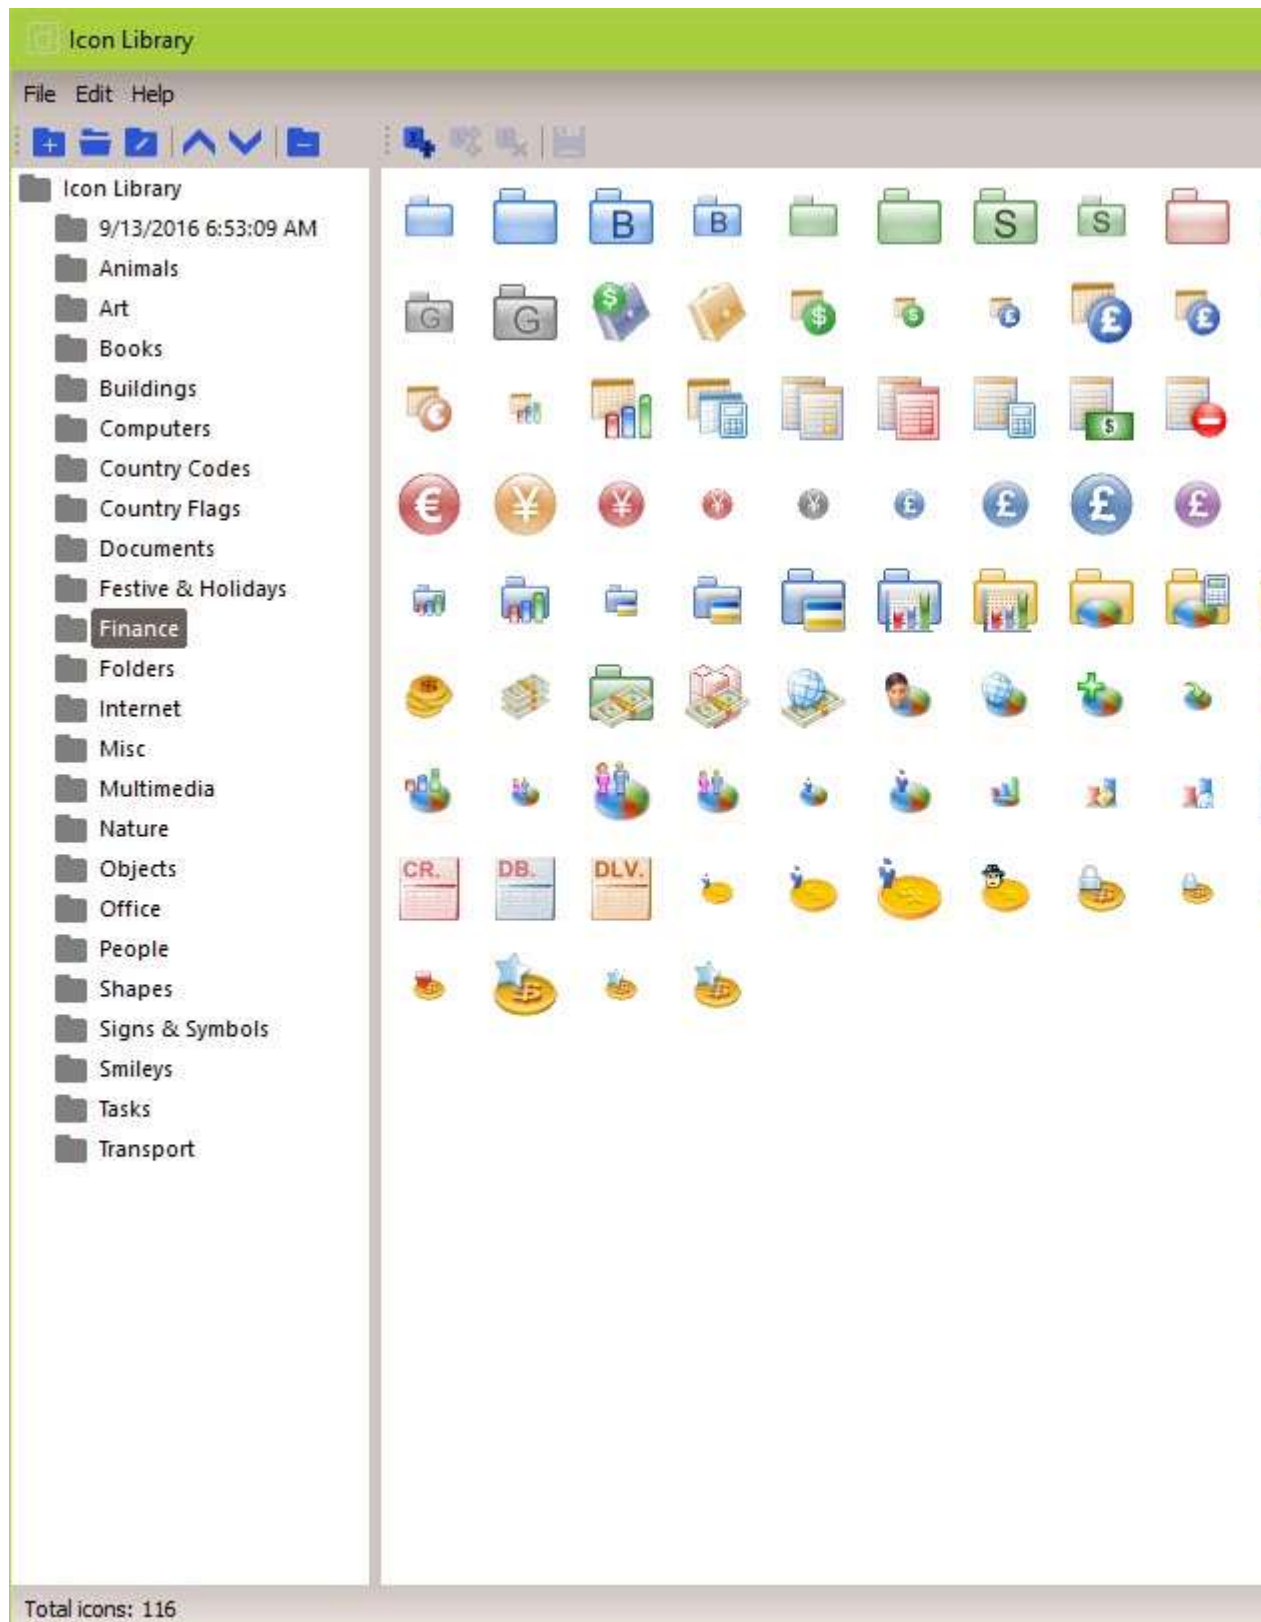 Icon Library
File Edit Help
Icon Library
9/13/2016 6:53:09 AM
Animals
Art
Books
Buildings
Computers
Country Codes
Country Flags
Documents
Festive & Holidays
Finance
Folders
Internet
Misc
Multimedia
Nature
Objects
Office
People
Shapes
Signs & Symbols
Smileys
Tasks
Transport
B B S S
G G $ $ $ £ £ £
€ $
€ ¥ ¥ ¥ ¥ £ £ £ £
CR. DB. DLV.
$
Total icons: 116